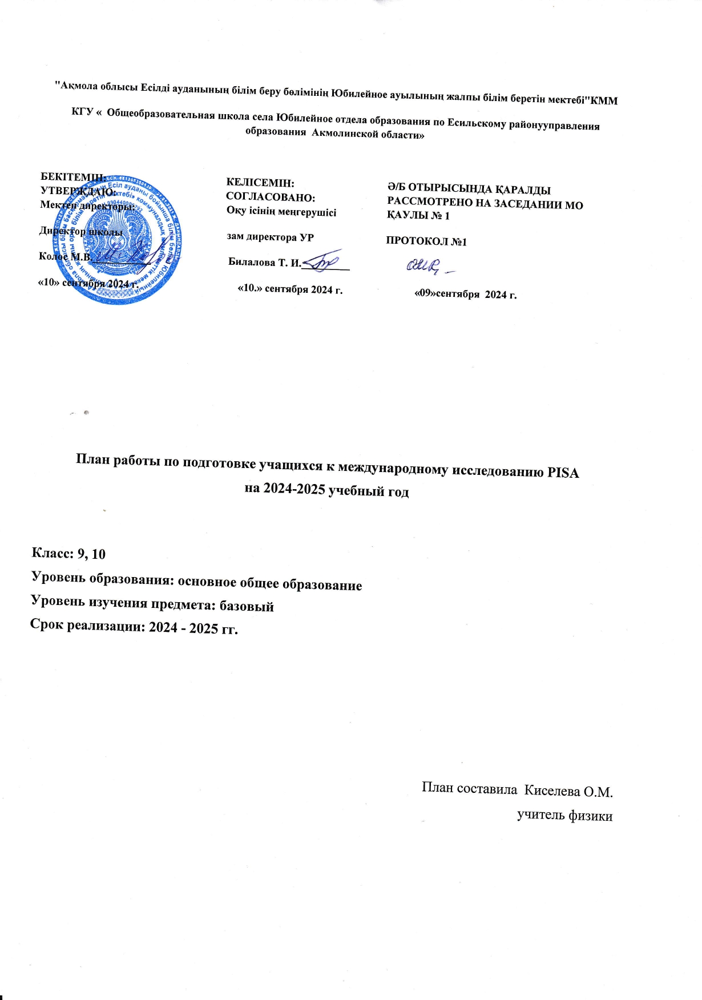 "Ақмола облысы Есілді ауданының білім беру бөлімінің Юбилейное ауылының жалпы білім беретін мектебі"КММ
КГУ «  Общеобразовательная школа села Юбилейное отдела образования по Есильскому районууправления
образования  Акмолинской области»
БЕКІТЕМІН:
УТВЕРЖДАЮ:
Мектеп директоры:
Директор школы
Колос М.В.
«10» сентября 2024 г.
КЕЛІСЕМІН:
СОГЛАСОВАНО:
Оқу ісінің меңгерушісі
зам директора УР
Билалова Т. И.
«10.» сентября 2024 г.
Ә/Б ОТЫРЫСЫНДА ҚАРАЛДЫ
РАССМОТРЕНО НА ЗАСЕДАНИИ МО
ҚАУЛЫ № 1
ПРОТОКОЛ №1
«09»сентября  2024 г.
План работы по подготовке учащихся к международному исследованию PISA
на 2024-2025 учебный год
Класс: 9, 10
Уровень образования: основное общее образование
Уровень изучения предмета: базовый
Срок реализации: 2024 - 2025 гг.
План составила  Киселева О.М.
учитель физики